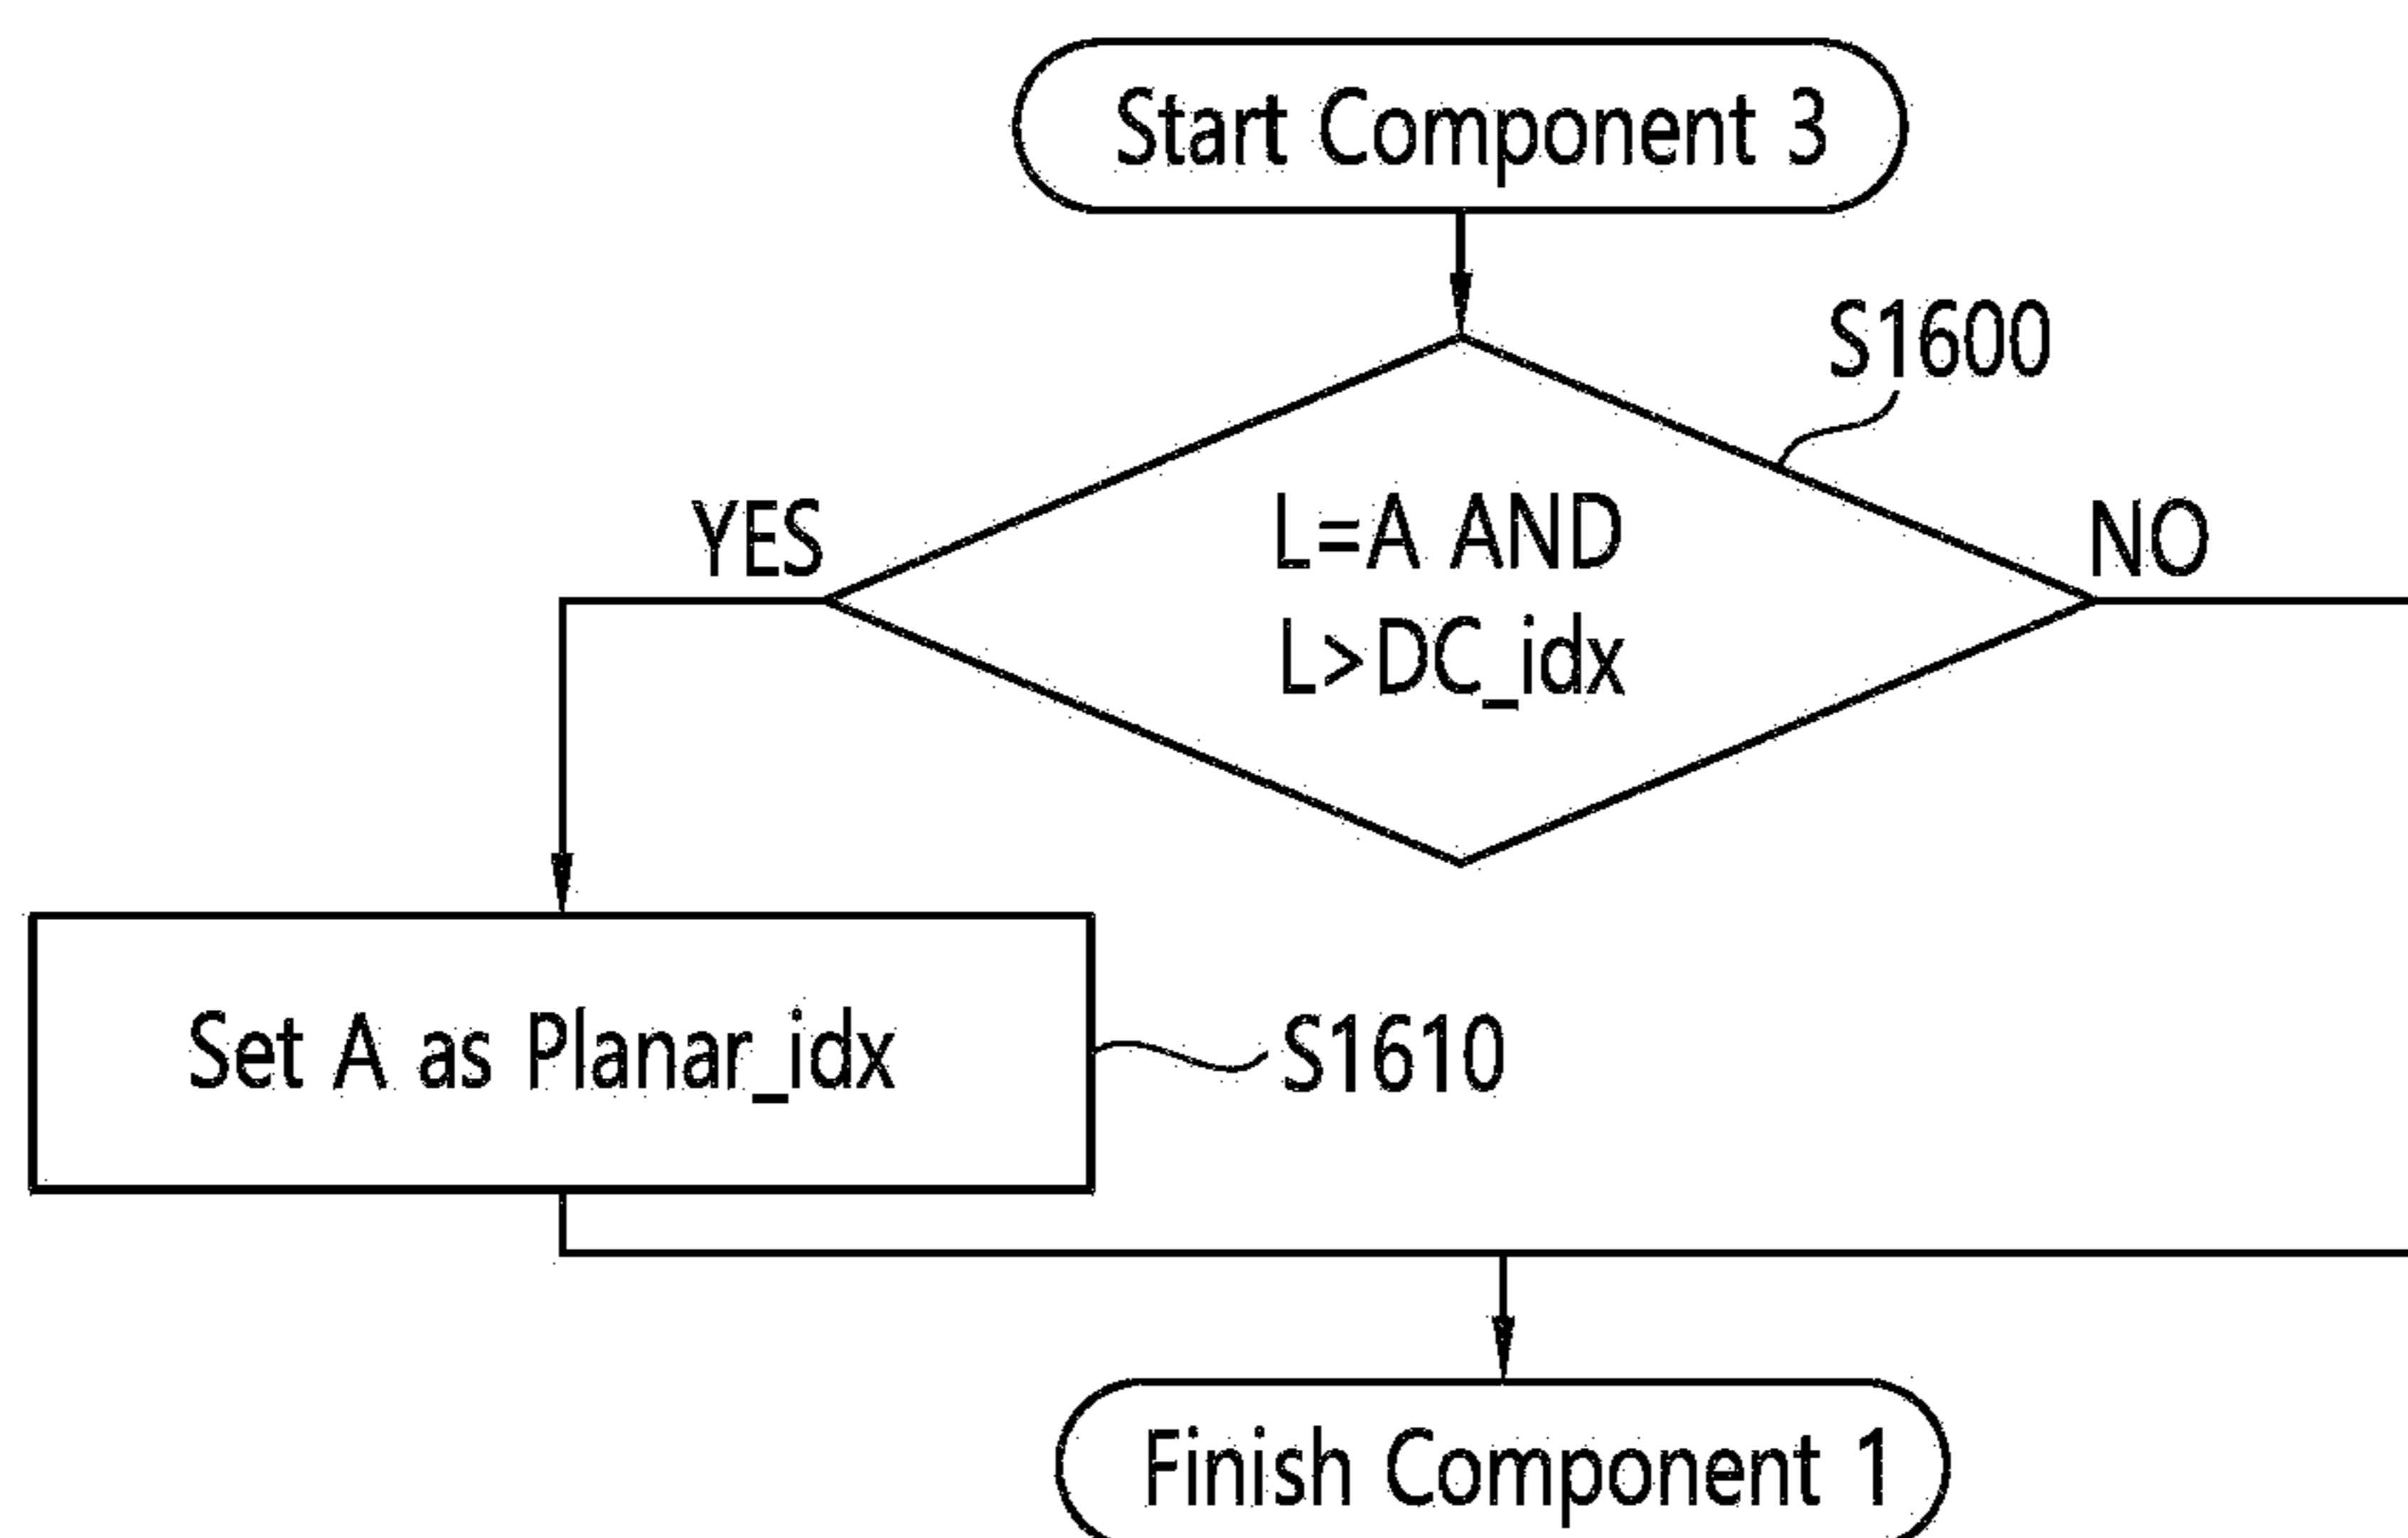 Start Component 3
S1600
YES
L=A AND
NO
L>DC_idx
Set A as Planar_idx
S1610
Finish Component 1